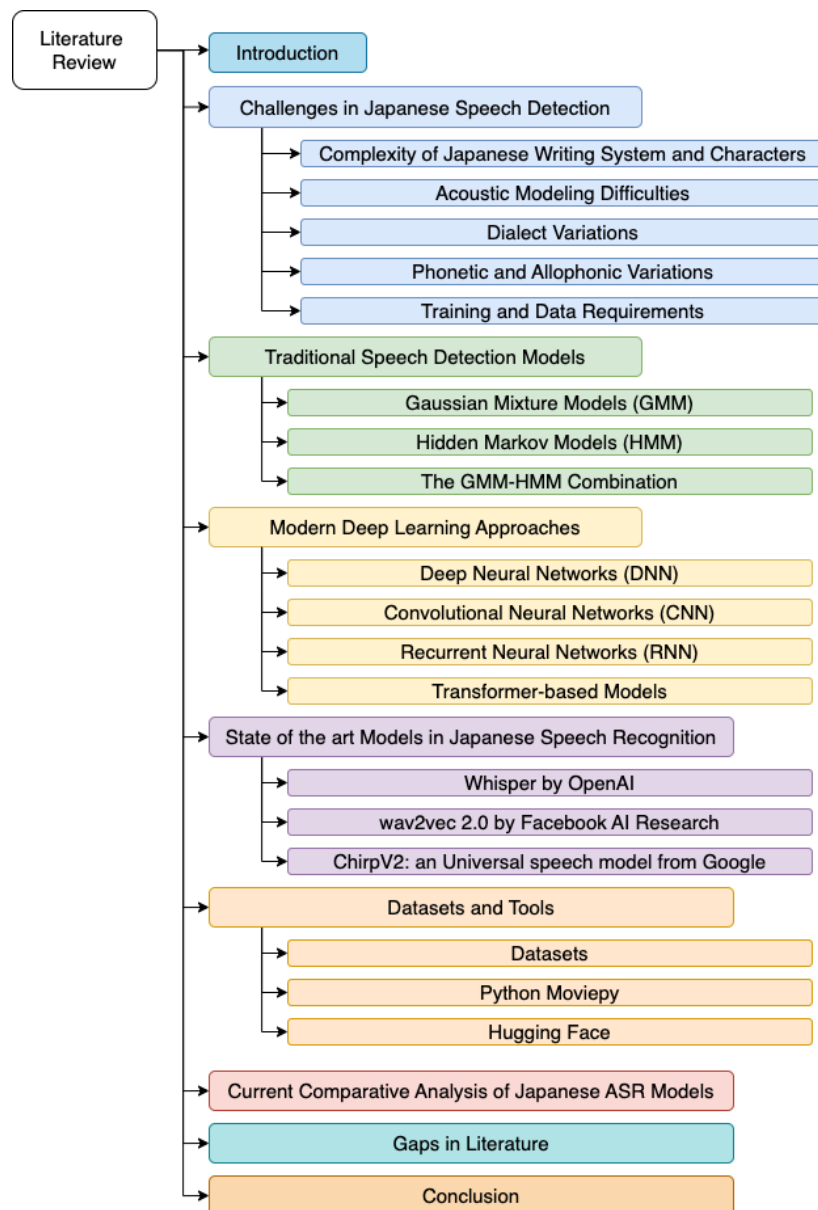 Literature
Review
Introduction
Challenges in Japanese Speech Detection
Complexity of Japanese Writing System and Characters
Acoustic Modeling Difficulties
Dialect Variations
Phonetic and Allophonic Variations
Training and Data Requirements
Traditional Speech Detection Models
Gaussian Mixture Models (GMM)
Hidden Markov Models (HMM)
The GMM-HMM Combination
Modern Deep Learning Approaches
Deep Neural Networks (DNN)
Convolutional Neural Networks (CNN)
Recurrent Neural Networks (RNN)
Transformer-based Models
State of the art Models in Japanese Speech Recognition
Whisper by OpenAI
wav2vec 2.0 by Facebook AI Research
ChirpV2: an Universal speech model from Google
Datasets and Tools
Datasets
Python Moviepy
Hugging Face
Current Comparative Analysis of Japanese ASR Models
Gaps in Literature
Conclusion